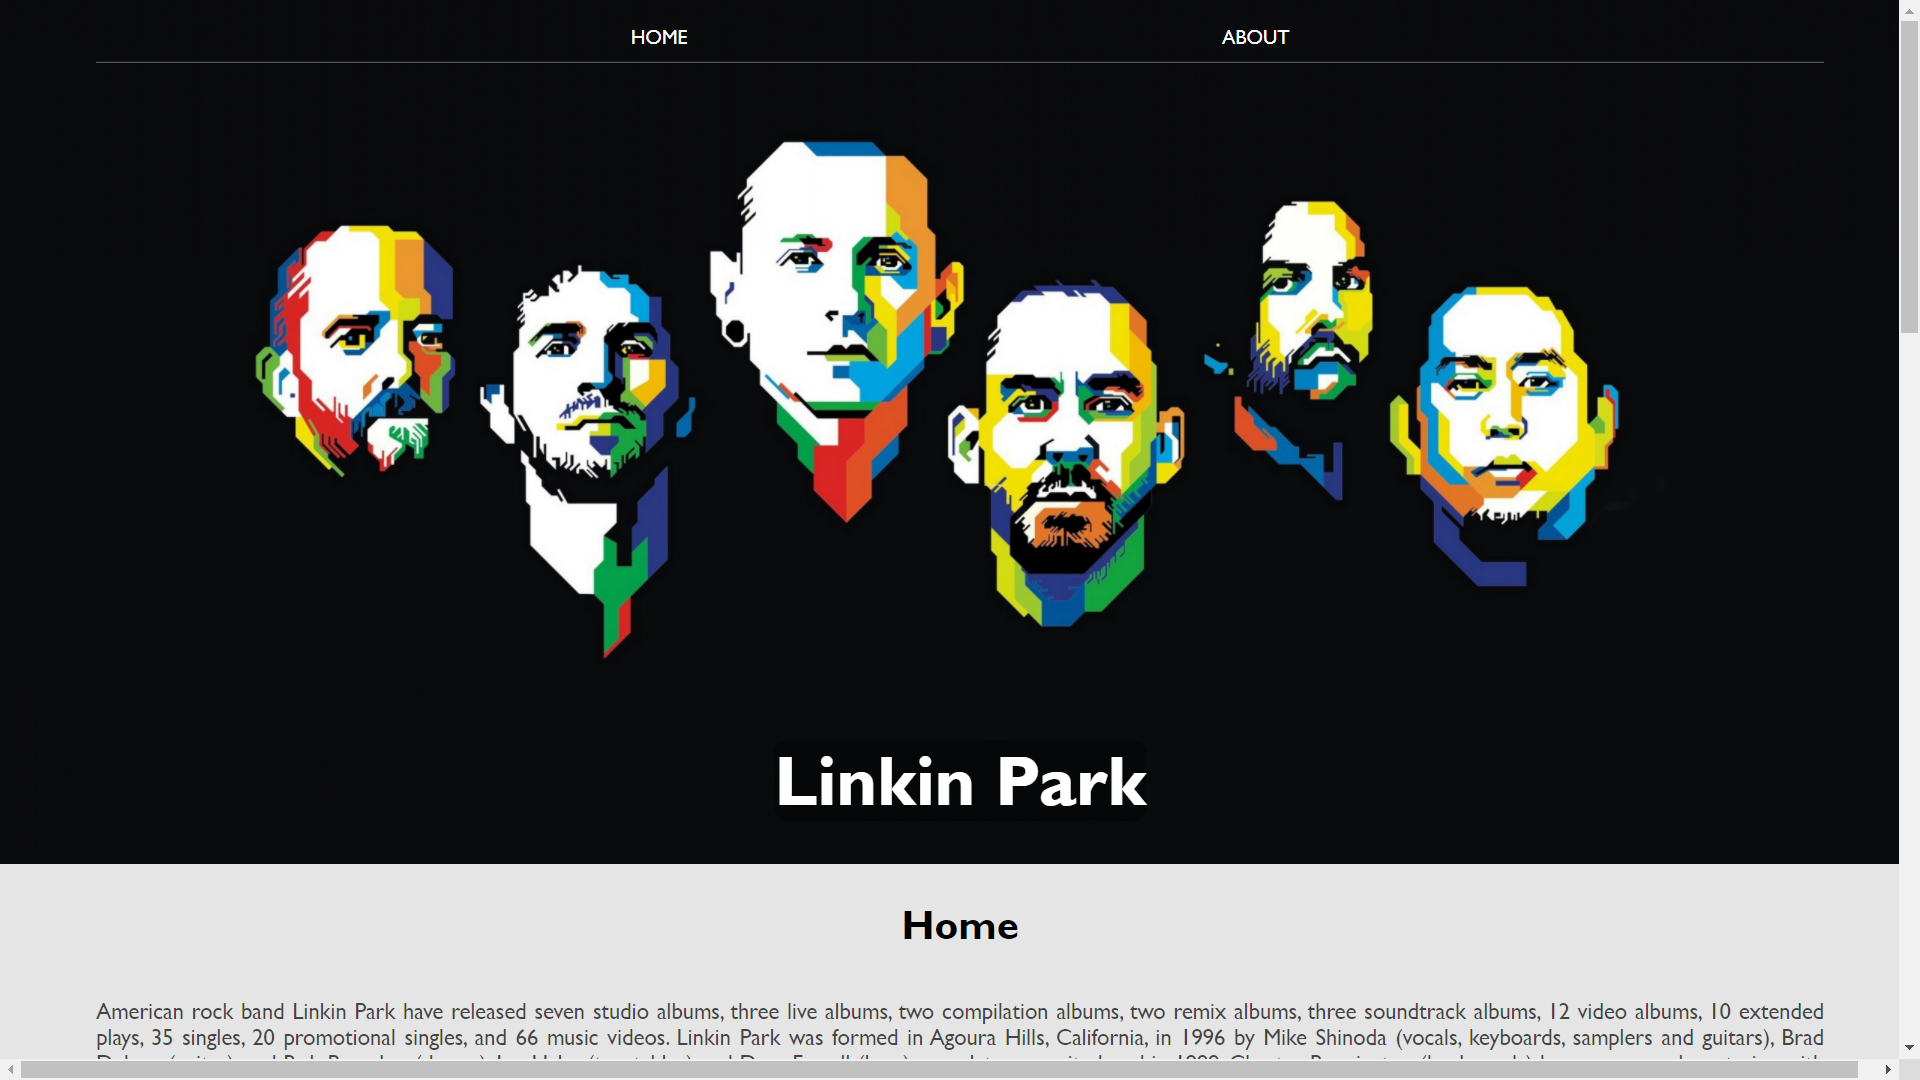 HOME
ABOUT
Linkin Park
Home
American rock band Linkin Park have released seven studio albums, three live albums, two compilation albums, two remix albums, three soundtrack albums, 12 video albums, 10 extended
plays, 35 singles, 20 promotional singles, and 66 music videos. Linkin Park was formed in Agoura Hills, California, in 1996 by Mike Shinoda (vocals, keyboards, samplers and guitars), Brad